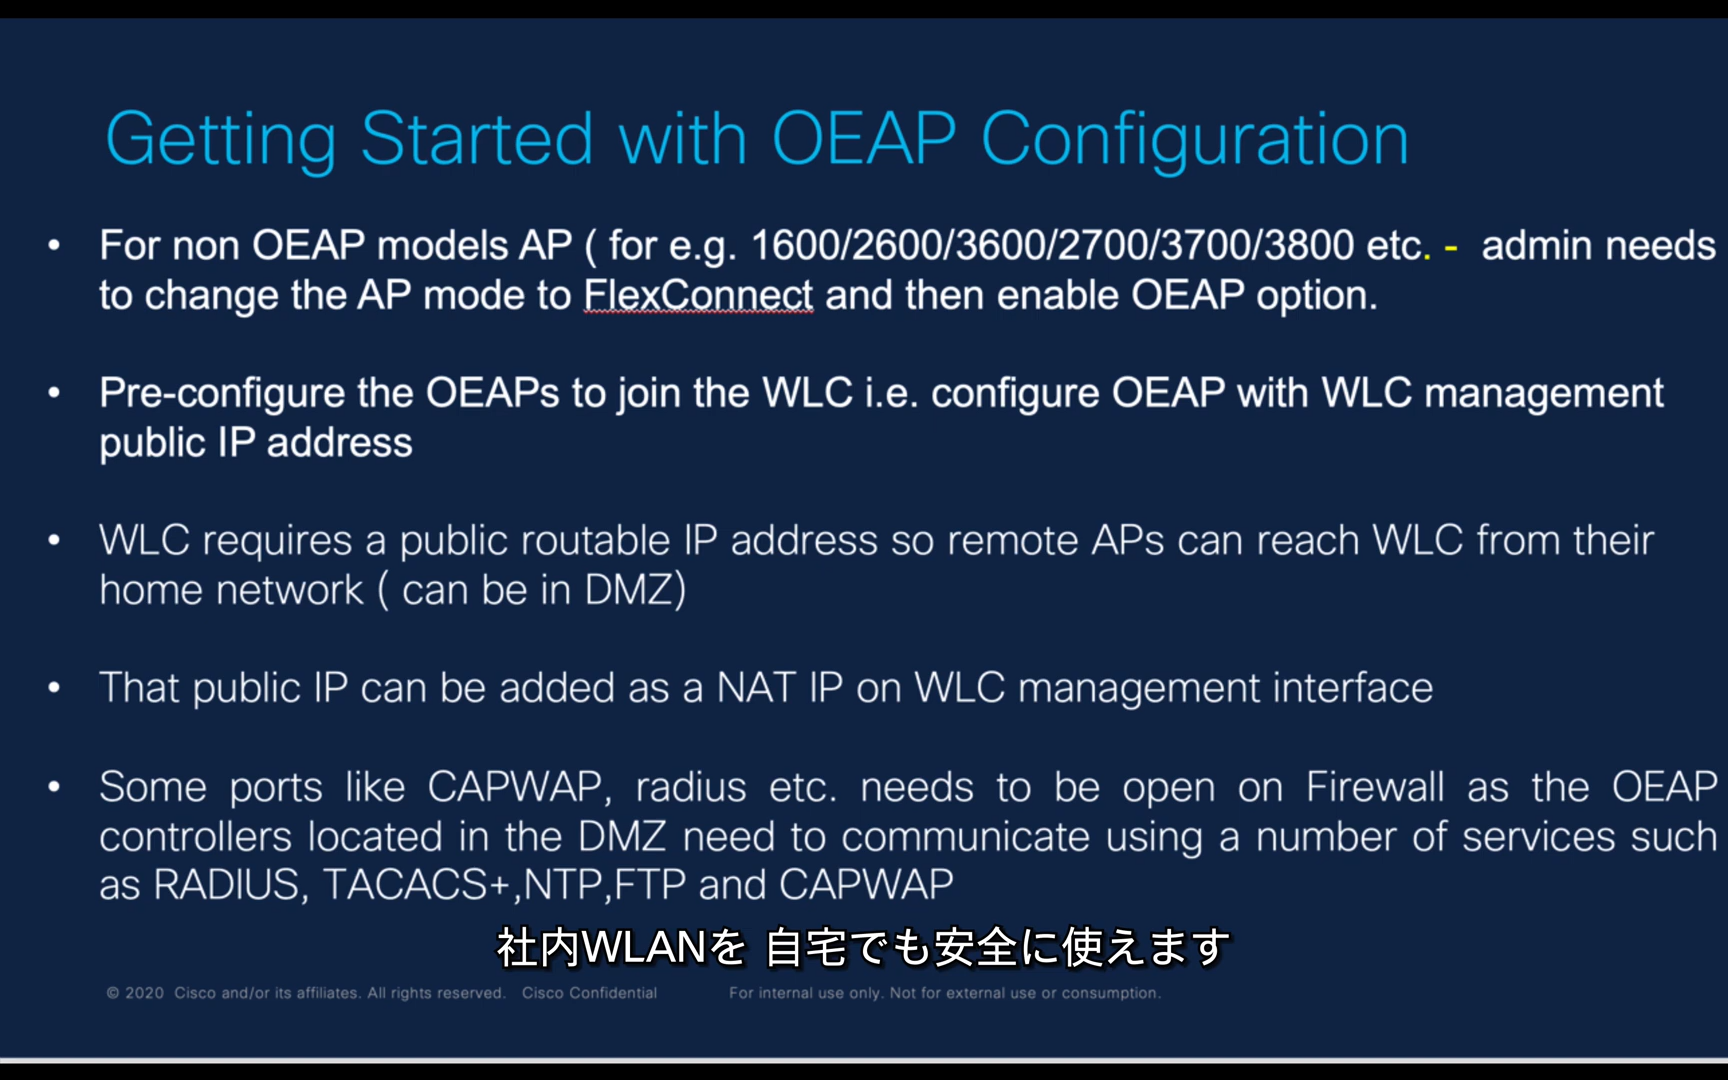 Getting Started with OEAP Configuration
• For non OEAP models AP ( for e.g. 1600/2600/3600/2700/3700/3800 etc. - admin needs
to change the AP mode to FlexConnect and then enable OEAP option.
• Pre-configure the OEAPs to join the WLC i.e. configure OEAP with WLC management
public IP address
• WLC requires a public routable IP address so remote APs can reach WLC from their
home network ( can be in DMZ)
• That public IP can be added as a NAT IP on WLC management interface
• Some ports like CAPWAP, radius etc. needs to be open on Firewall as the OEAP
controllers located in the DMZ need to communicate using a number of services such
as RADIUS, TACACS+,NTP,FTP and CAPWAP
社内WLANを 自宅でも安全に使えます
© 2020 Cisco and/or its affiliates. All rights reserved. Cisco Confidential For internal use only. Not for external use or consumption.